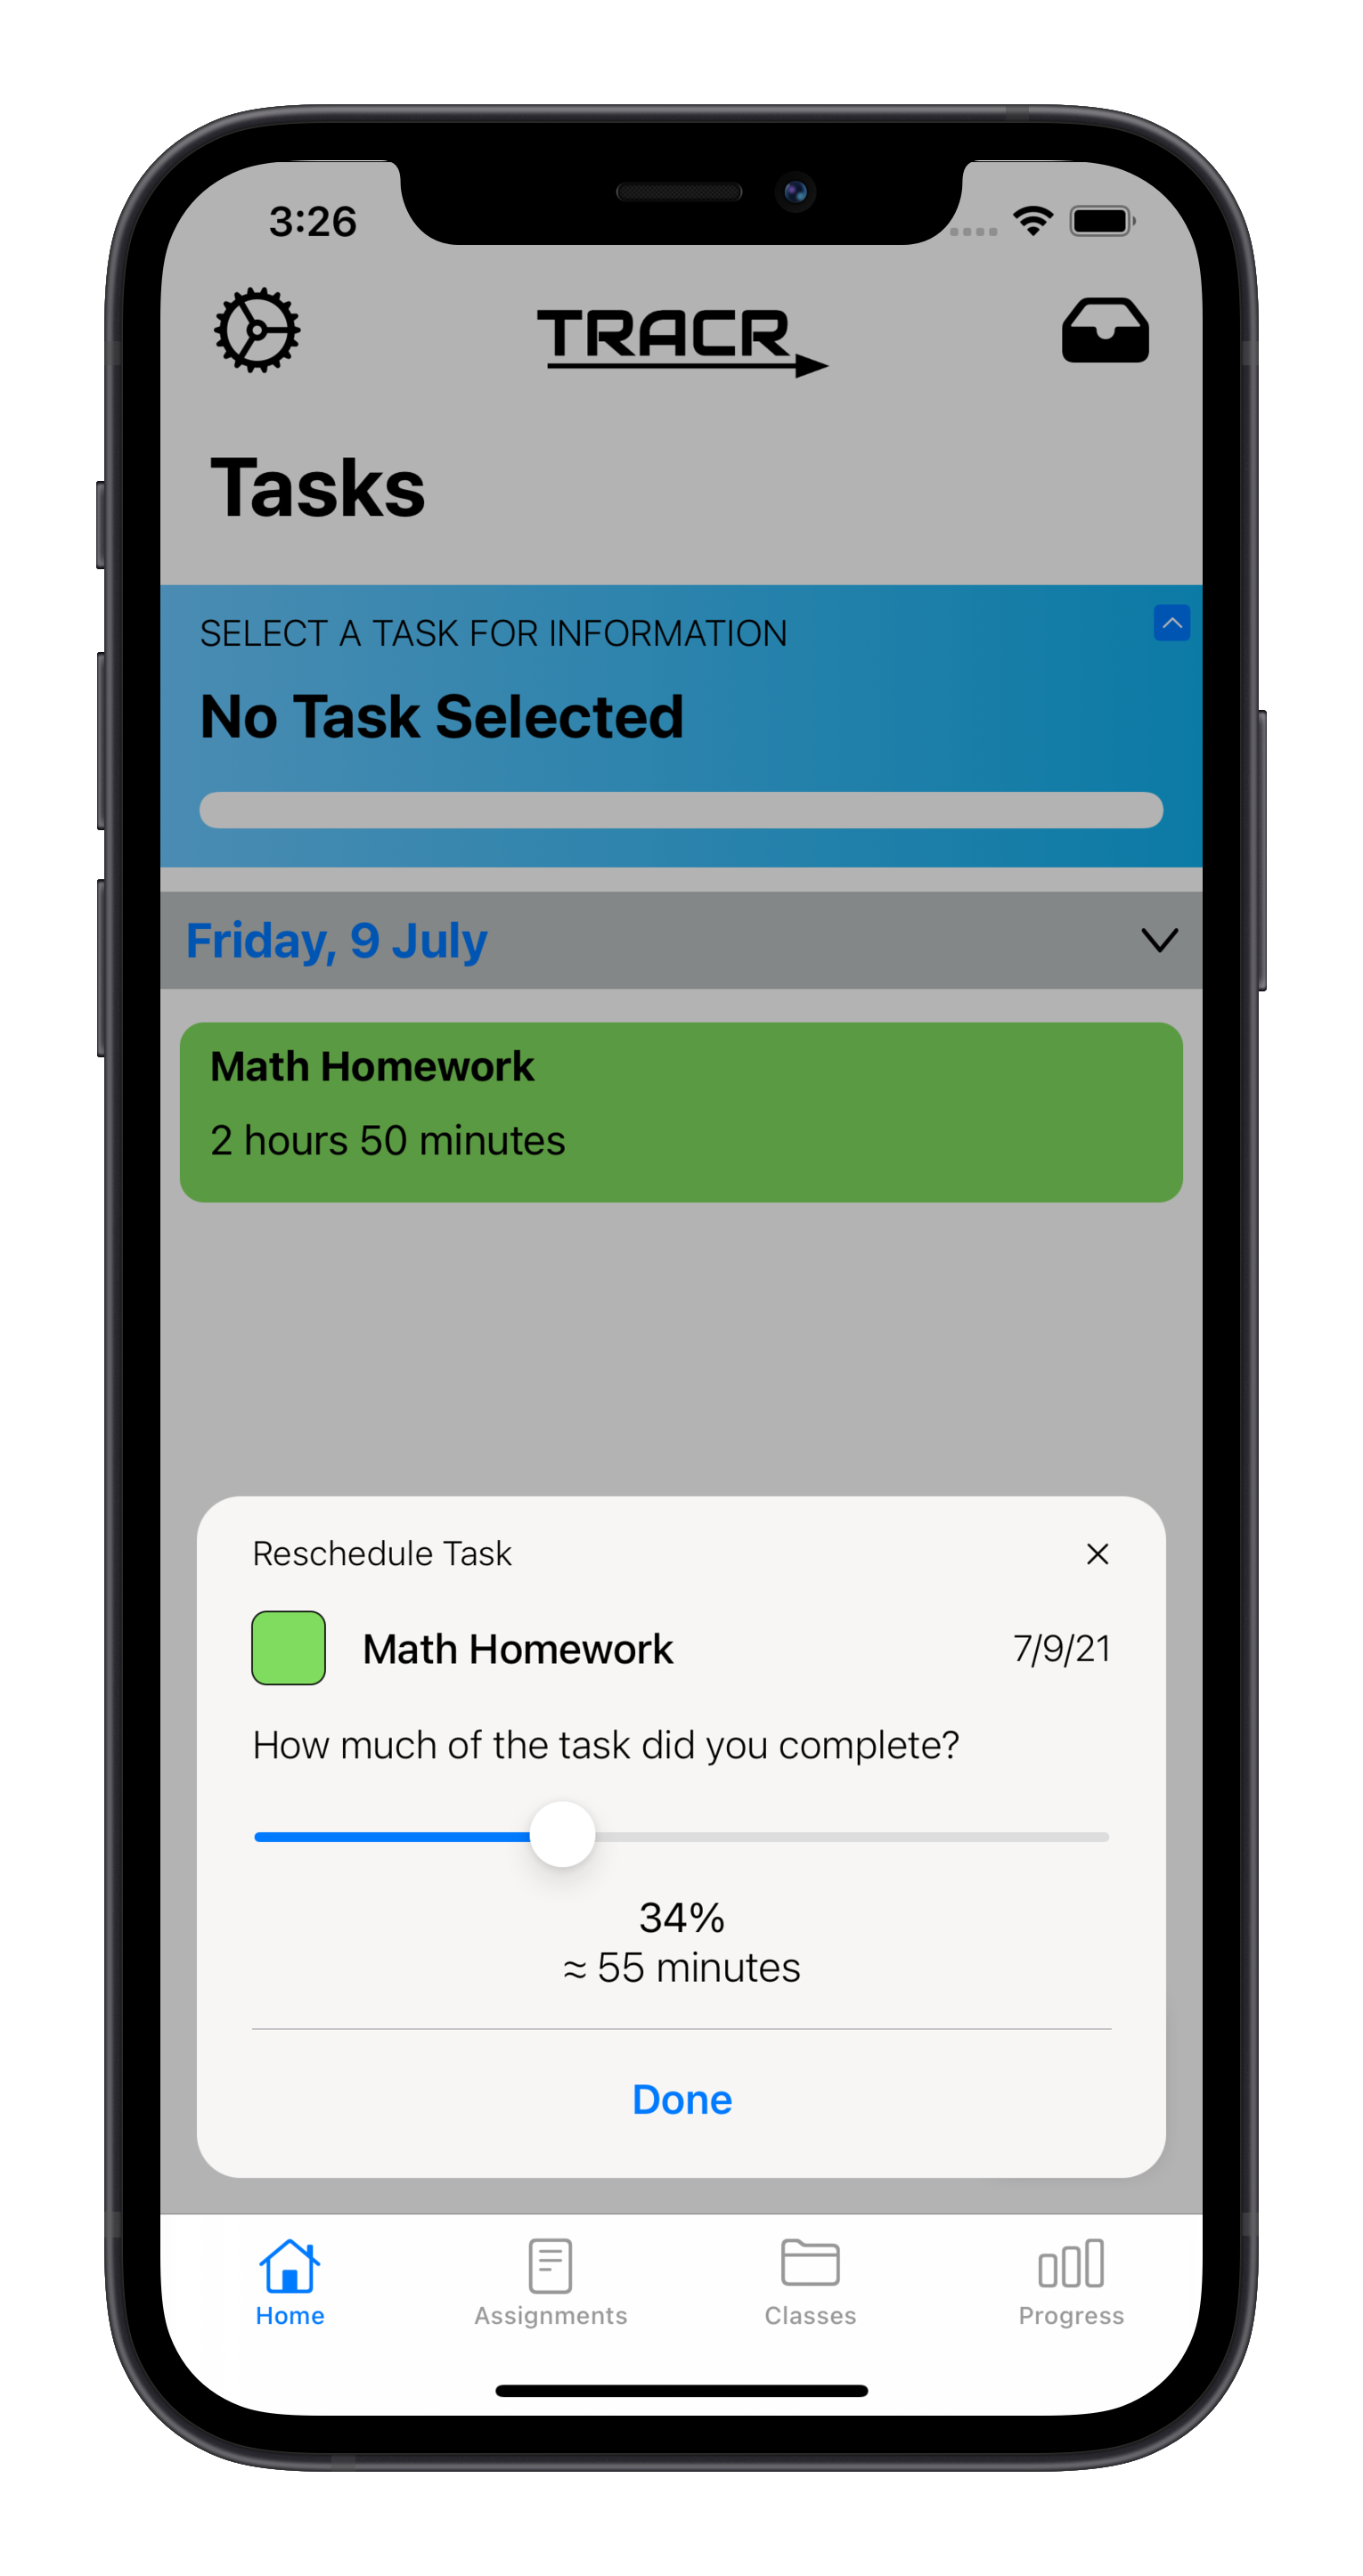 3:26
TRACR
Tasks
SELECT A TASK FOR INFORMATION
No Task Selected
Friday, 9 July
Math Homework
2 hours 50 minutes
Reschedule Task
Math Homework 7/9/21
How much of the task did you complete?
34%
≈ 55 minutes
Done
Home Assignments Classes Progress